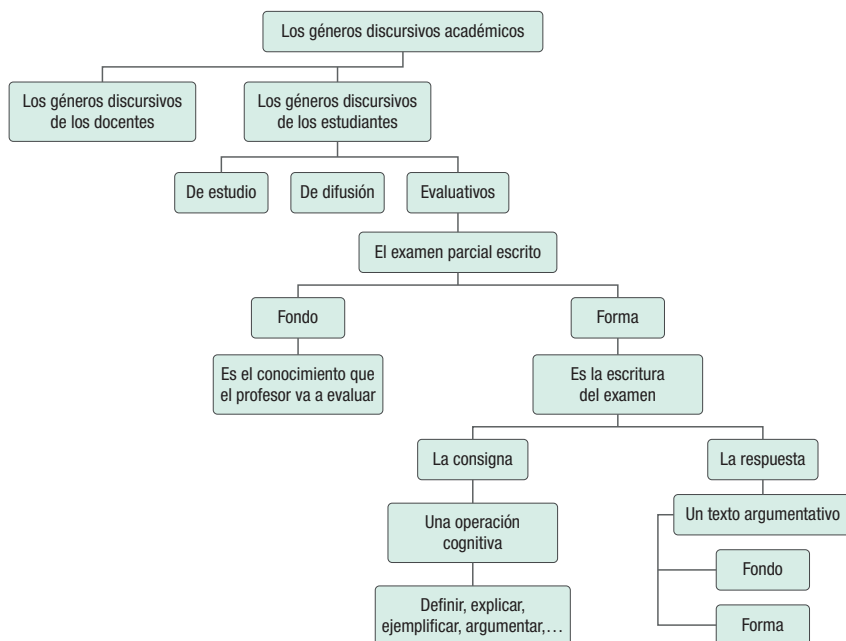 Los géneros discursivos académicos
Los géneros discursivos
de los docentes
Los géneros discursivos
de los estudiantes
De estudio
De difusión
Evaluativos
El examen parcial escrito
Fondo
Forma
Es el conocimiento que
el profesor va a evaluar
Es la escritura
del examen
La consigna
La respuesta
Una operación
cognitiva
Un texto argumentativo
Fondo
Definir, explicar,
ejemplificar, argumentar,…
Forma